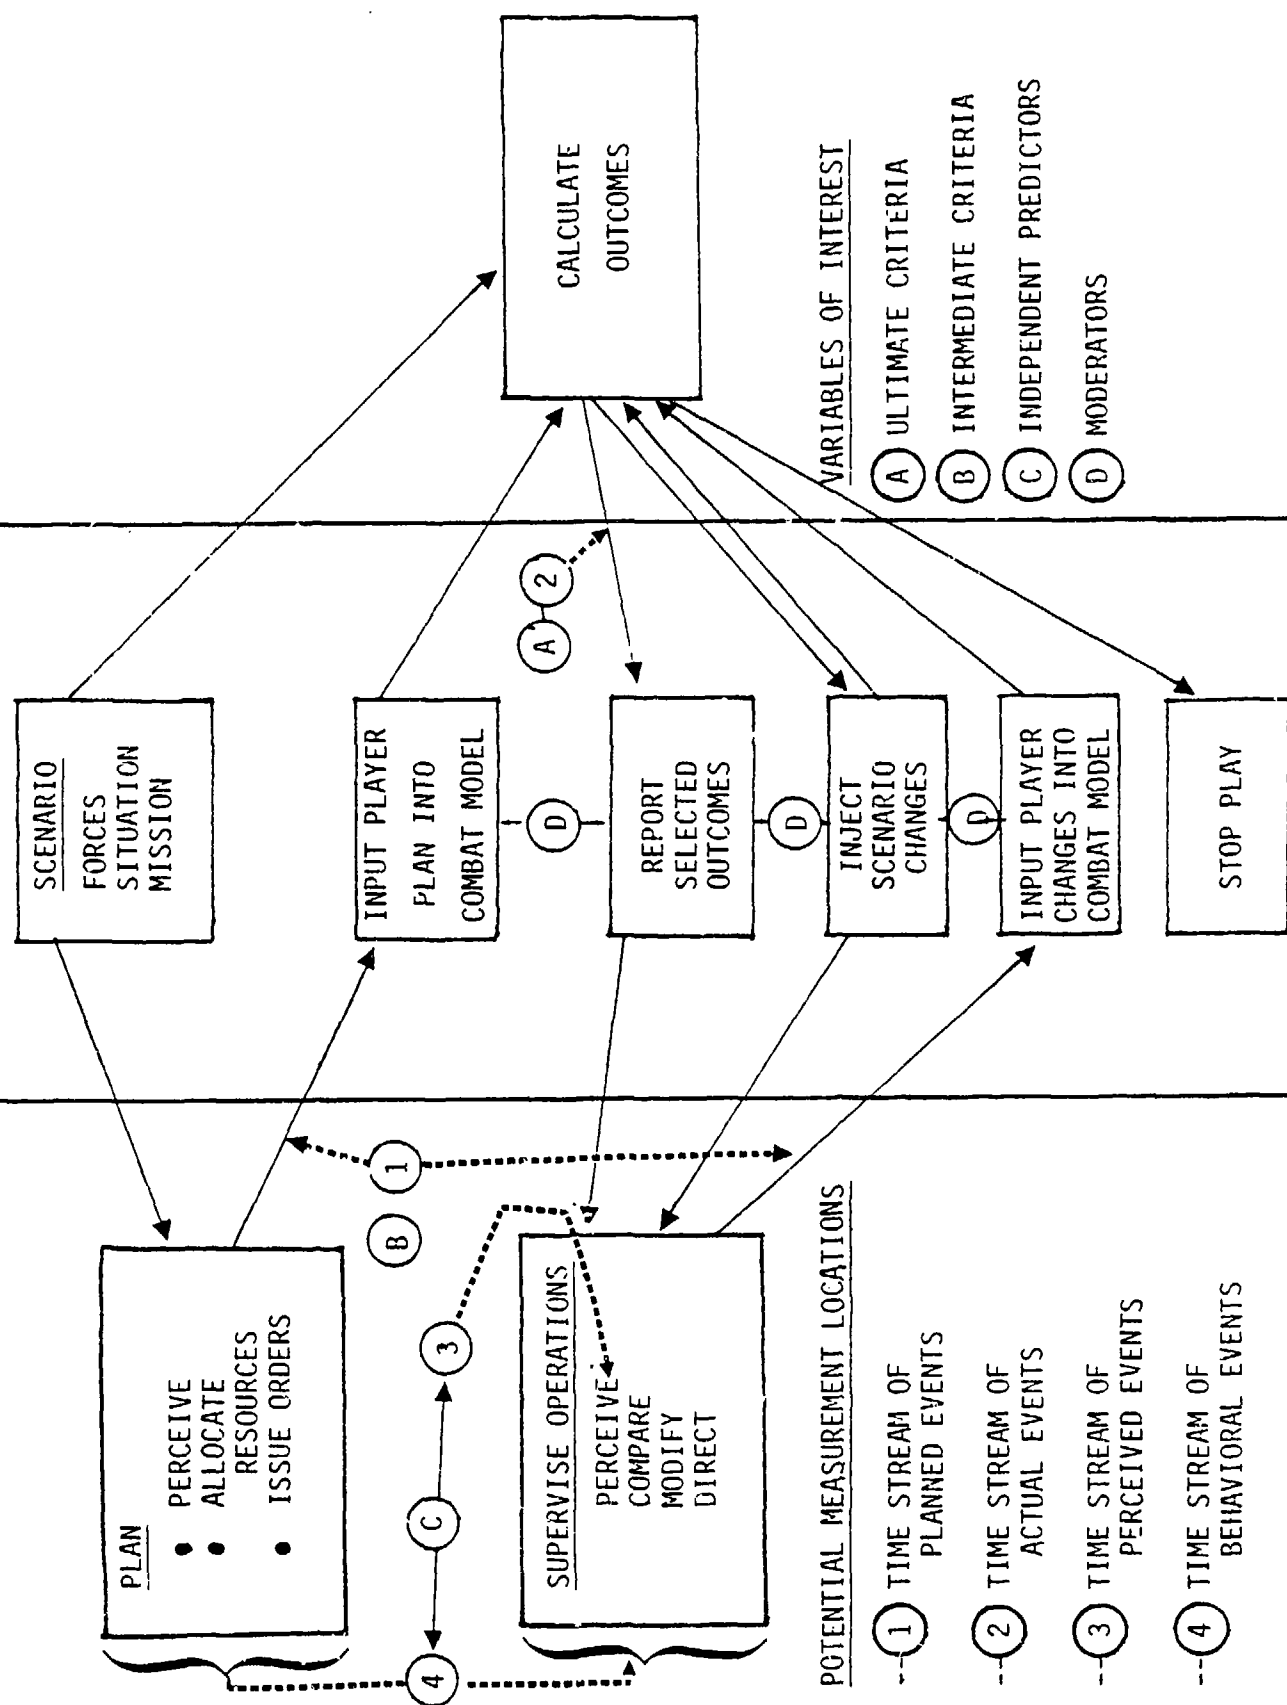 PLAN
• PERCEIVE
• ALLOCATE
RESOURCES
• ISSUE ORDERS
SCENARIO
FORCES
SITUATION
MISSION
B
1
INPUT PLAYER
PLAN INTO
COMBAT MODEL
4
C
3
D
A
2
CALCULATE
OUTCOMES
SUPERVISE OPERATIONS
PERCEIVE
COMPARE
MODIFY
DIRECT
REPORT
SELECTED
OUTCOMES
D
INJECT
SCENARIO
CHANGES
D
INPUT PLAYER
CHANGES INTO
COMBAT MODEL
STOP PLAY
POTENTIAL MEASUREMENT LOCATIONS
--1 TIME STREAM OF
PLANNED EVENTS
--2 TIME STREAM OF
ACTUAL EVENTS
--3 TIME STREAM OF
PERCEIVED EVENTS
--4 TIME STREAM OF
BEHAVIORAL EVENTS
VARIABLES OF INTEREST
A ULTIMATE CRITERIA
B INTERMEDIATE CRITERIA
C INDEPENDENT PREDICTORS
D MODERATORS